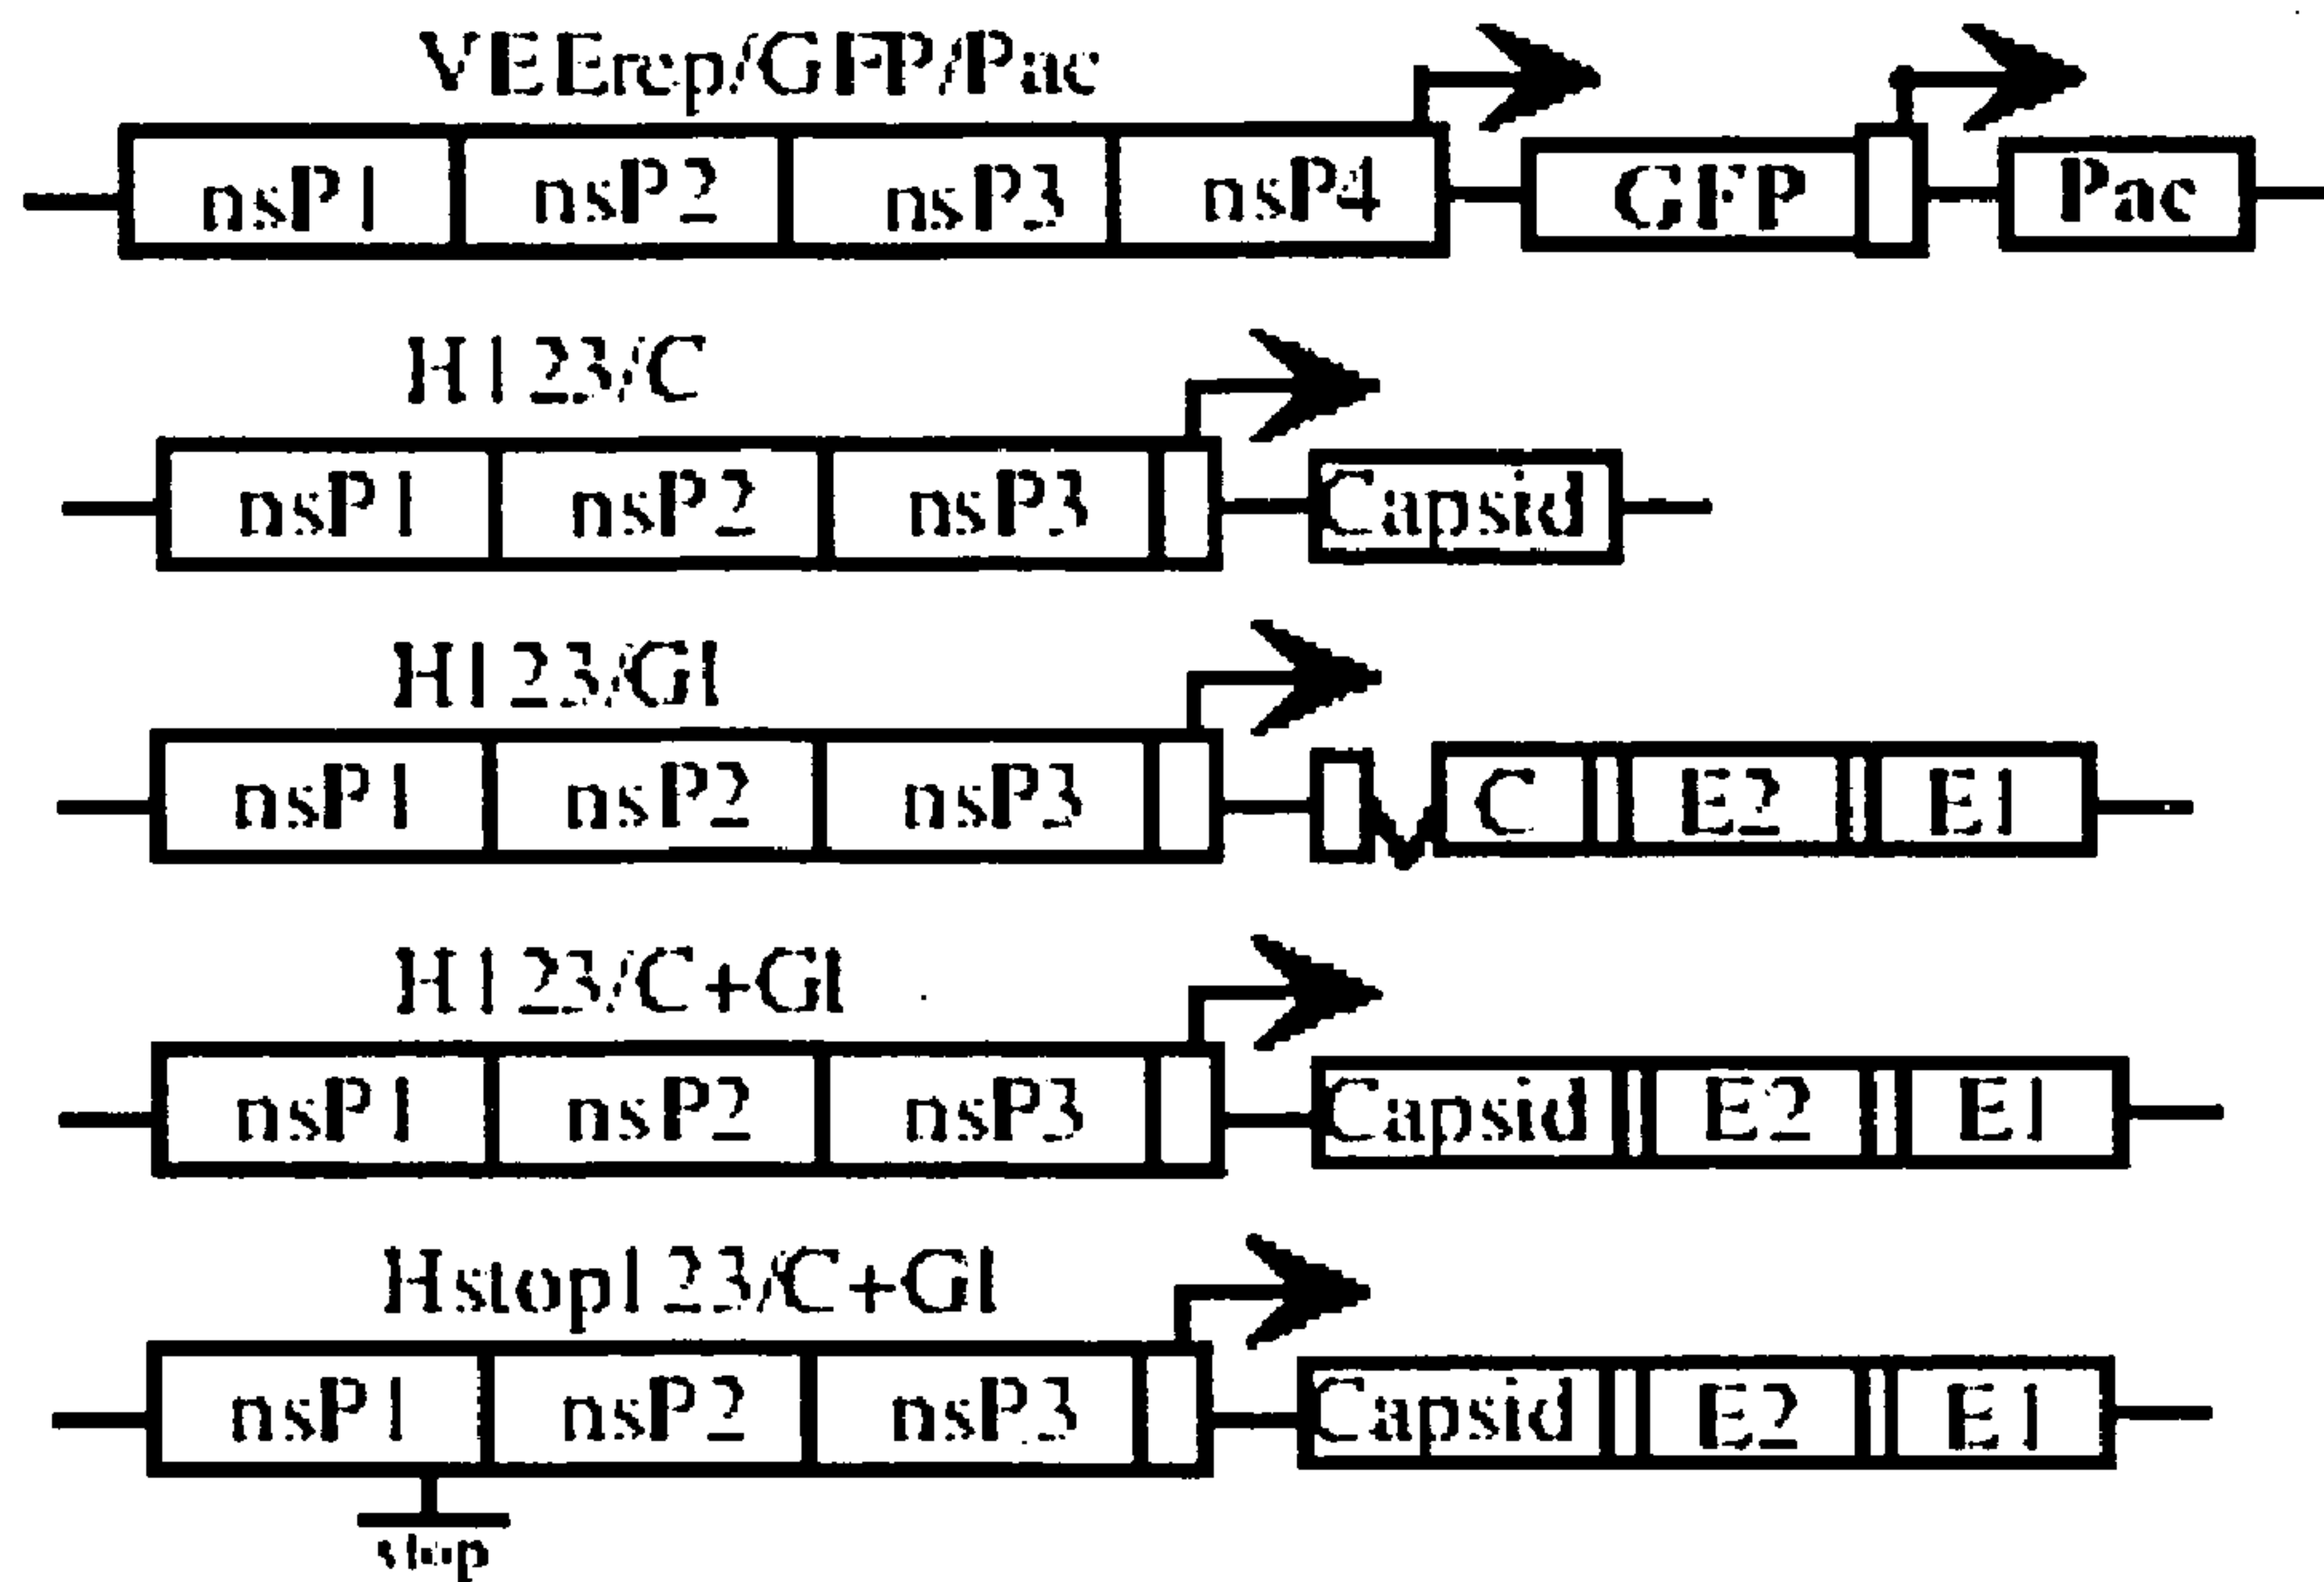 VEErep/GFP/Pac
nsP1 nsP2 nsP3 nsP4 GFP Pac
H123/C
nsP1 nsP2 nsP3 Capsid
H123/Gl
nsP1 nsP2 nsP3 C E2 E1
H123/C+Gl
nsP1 nsP2 nsP3 Capsid E2 E1
Hstop123/C+Gl
nsP1 nsP2 nsP3 Capsid E2 E1
stop